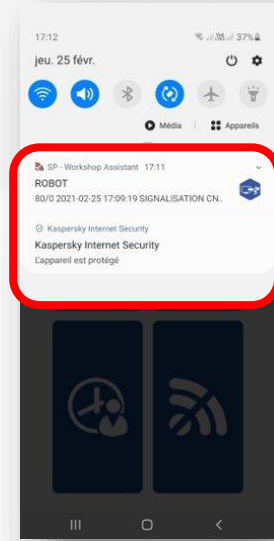 17:12
37%
jeu. 25 févr.
Média
Appareils
SP - Workshop Assistant 17:11
ROBOT
80/0 2021-02-25 17:09:19 SIGNALISATION CN..
Kaspersky Internet Security
Kaspersky Internet Security
L'appareil est protégé